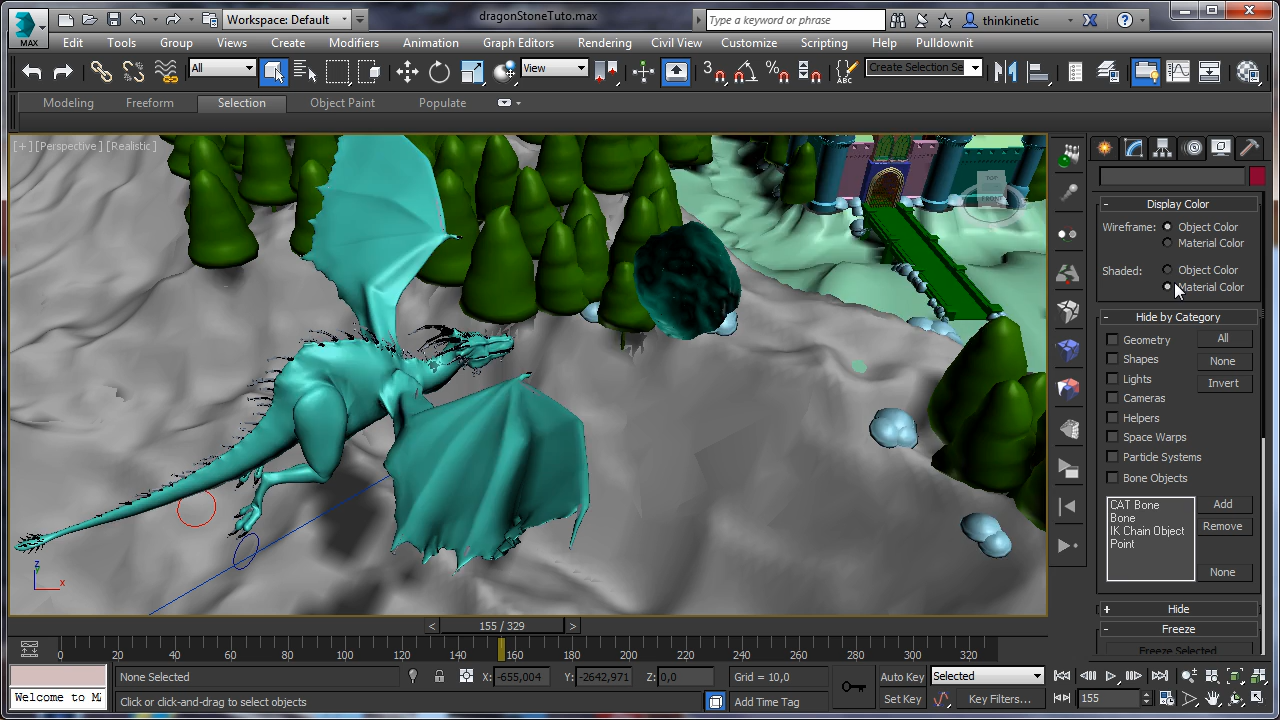 Workspace: Default
dragonStoneTuto.max
Type a keyword or phrase
thinkinetic
MAX
Edit Tools Group Views Create Modifiers Animation Graph Editors Rendering Civil View Customize Scripting Help Pulldownit
All
View
3
%
ABC
Create Selection Se
Modeling Freeform Selection Object Paint Populate
[+] [Perspective] [Realistic]
TOP
FRONT
z
x
- Display Color
Wireframe: Object Color
Material Color
Shaded: Object Color
Material Color
- Hide by Category
Geometry All
Shapes None
Lights Invert
Cameras
Helpers
Space Warps
Particle Systems
Bone Objects
CAT Bone Add
Bone Remove
IK Chain Object
Point
None
+ Hide
- Freeze
Freeze Selected
< 155 / 329 >
0 20 40 60 80 100 120 140 160 180 200 220 240 260 280 300 320
None Selected X: -655,004 Y: -2642,971 Z: 0,0 Grid = 10,0 Auto Key Selected
Welcome to M
Click or click-and-drag to select objects Add Time Tag Set Key Key Filters... 155